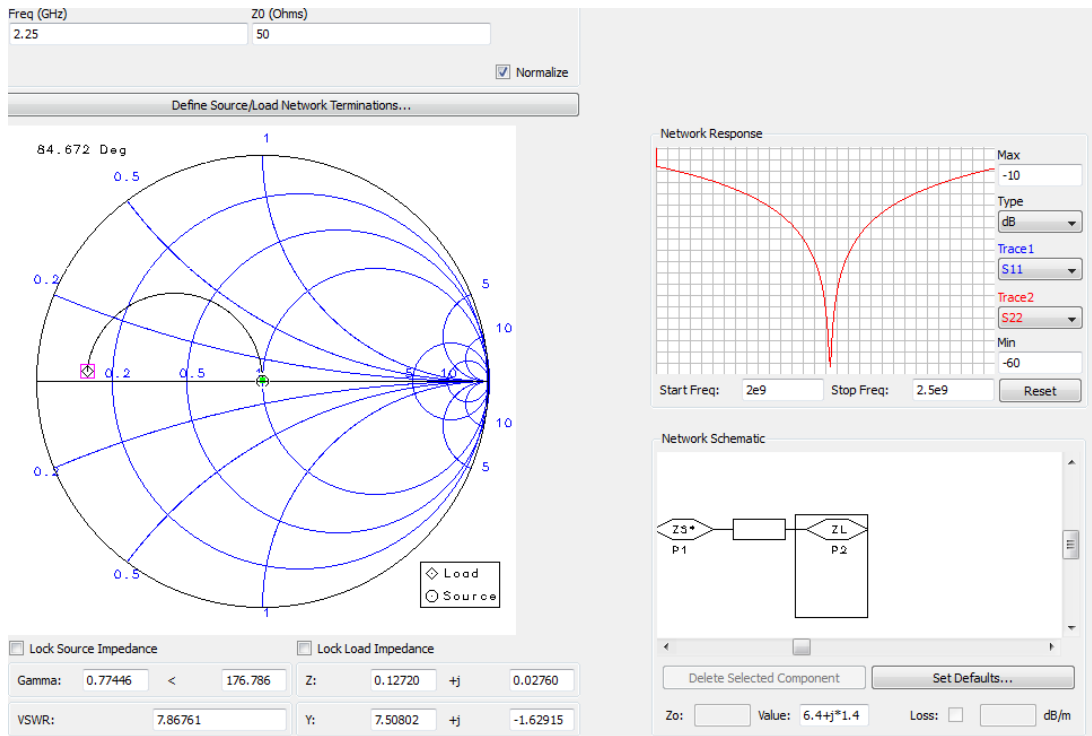 Freq (GHz)
Z0 (Ohms)
2.25
50
Normalize
Define Source/Load Network Terminations...
84.672 Deg
1
0.5
0.2
5
10
0.2
0.5
1
5
10
10
5
0.2
0.5
1
Load
Source
Lock Source Impedance
Lock Load Impedance
Gamma:
0.77446
<
176.786
Z:
0.12720
+j
0.02760
VSWR:
7.86761
Y:
7.50802
+j
-1.62915
Network Response
Max
-10
Type
dB
Trace1
S11
Trace2
S22
Min
-60
Start Freq:
2e9
Stop Freq:
2.5e9
Reset
Network Schematic
ZS*
P1
ZL
P2
Delete Selected Component
Set Defaults...
Zo:
Value:
6.4+j*1.4
Loss:
dB/m